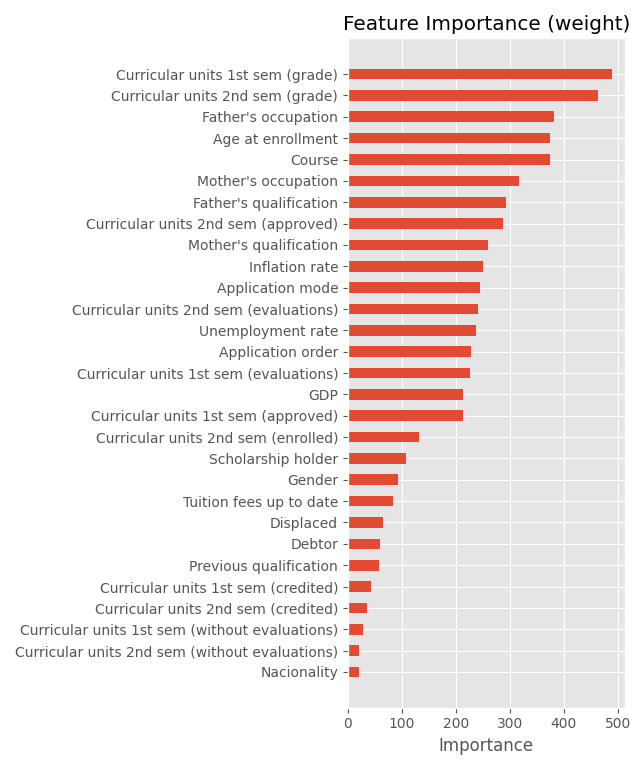 Feature Importance (weight)
Curricular units 1st sem (grade)
Curricular units 2nd sem (grade)
Father's occupation
Age at enrollment
Course
Mother's occupation
Father's qualification
Curricular units 2nd sem (approved)
Mother's qualification
Inflation rate
Application mode
Curricular units 2nd sem (evaluations)
Unemployment rate
Application order
Curricular units 1st sem (evaluations)
GDP
Curricular units 1st sem (approved)
Curricular units 2nd sem (enrolled)
Scholarship holder
Gender
Tuition fees up to date
Displaced
Debtor
Previous qualification
Curricular units 1st sem (credited)
Curricular units 2nd sem (credited)
Curricular units 1st sem (without evaluations)
Curricular units 2nd sem (without evaluations)
Nacionality
0 100 200 300 400 500
Importance